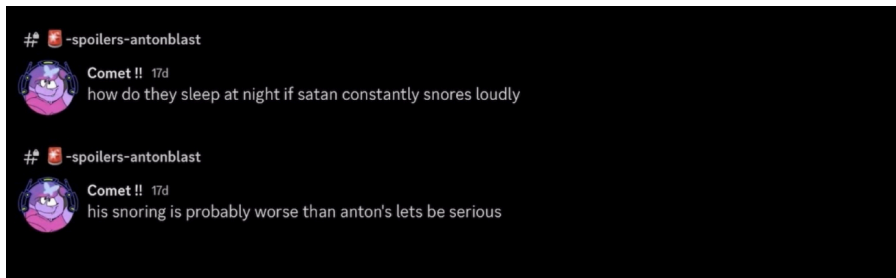 #🚨-spoilers-antonblast
Comet !! 17d
how do they sleep at night if satan constantly snores loudly
#🚨-spoilers-antonblast
Comet !! 17d
his snoring is probably worse than anton's lets be serious